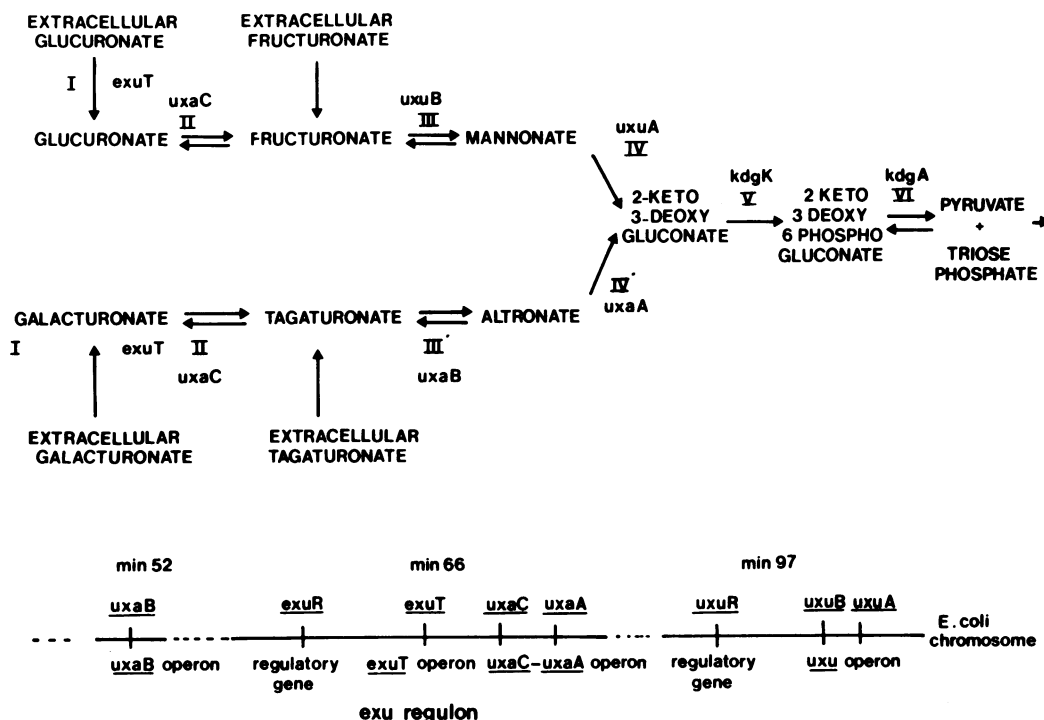 EXTRACELLULAR
GLUCURONATE
EXTRACELLULAR
FRUCTURONATE
I exuT
uxaC
II
uxuB
III
GLUCURONATE
FRUCTURONATE
MANNONATE
uxuA
IV
2-KETO
3-DEOXY
GLUCONATE
kdgK
V
2 KETO
3 DEOXY
6 PHOSPHO
GLUCONATE
kdgA
VI
PYRUVATE
+
TRIOSE
PHOSPHATE
IV'
uxaA
GALACTURONATE
TAGATURONATE
ALTRONATE
I exuT
II
uxaC
III'
uxaB
EXTRACELLULAR
GALACTURONATE
EXTRACELLULAR
TAGATURONATE
min 52 min 66 min 97
uxaB exuR exuT uxaC uxaA uxuR uxuB uxuA
E. coli
chromosome
uxaB operon
regulatory
gene
exuT operon
uxaC-uxaA operon
regulatory
gene
uxu operon
exu regulon